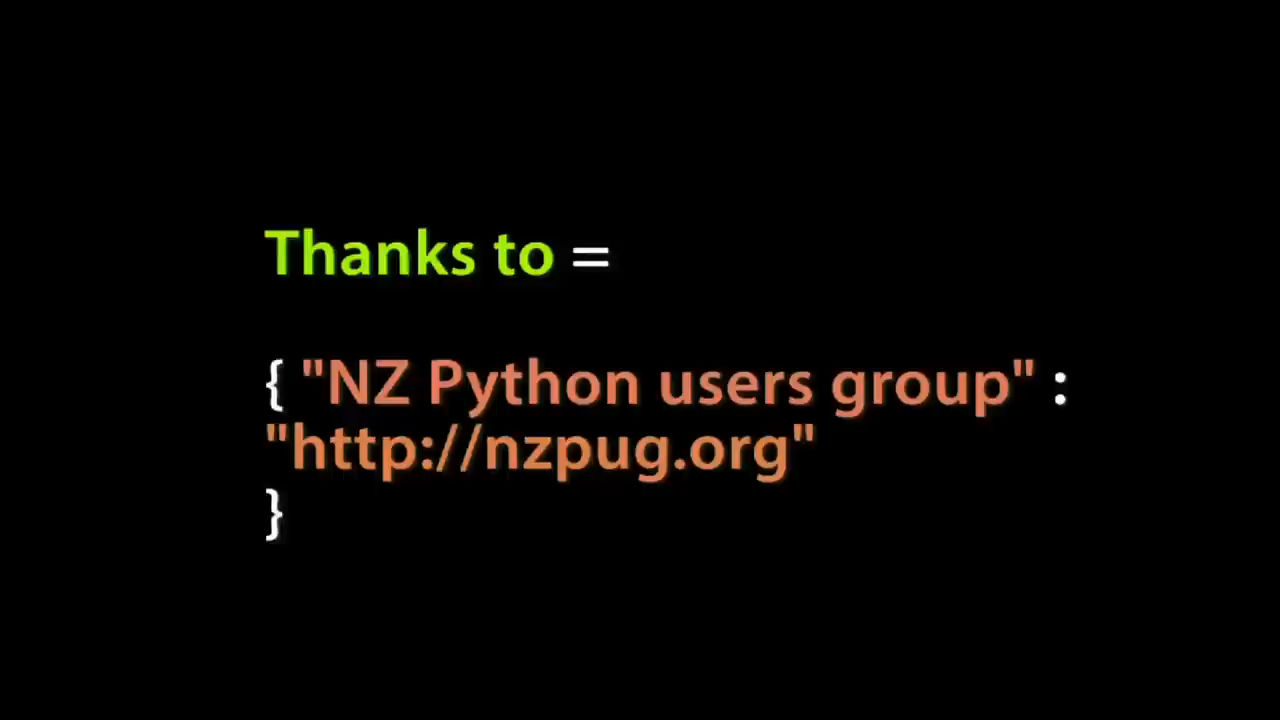 Thanks to =
{ "NZ Python users group" :
"http://nzpug.org"
}